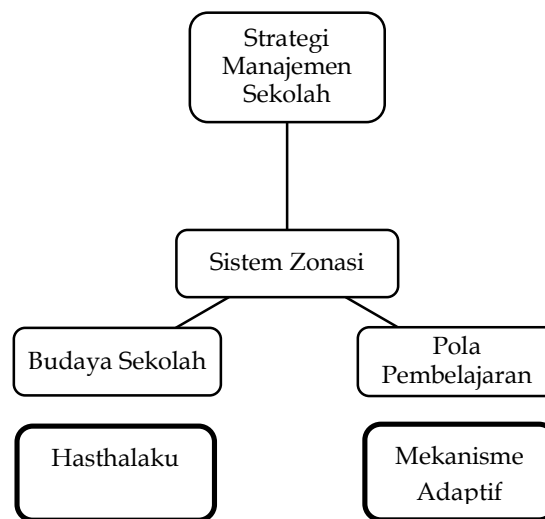 Strategi
Manajemen
Sekolah
Sistem Zonasi
Budaya Sekolah
Pola
Pembelajaran
Hasthalaku
Mekanisme
Adaptif